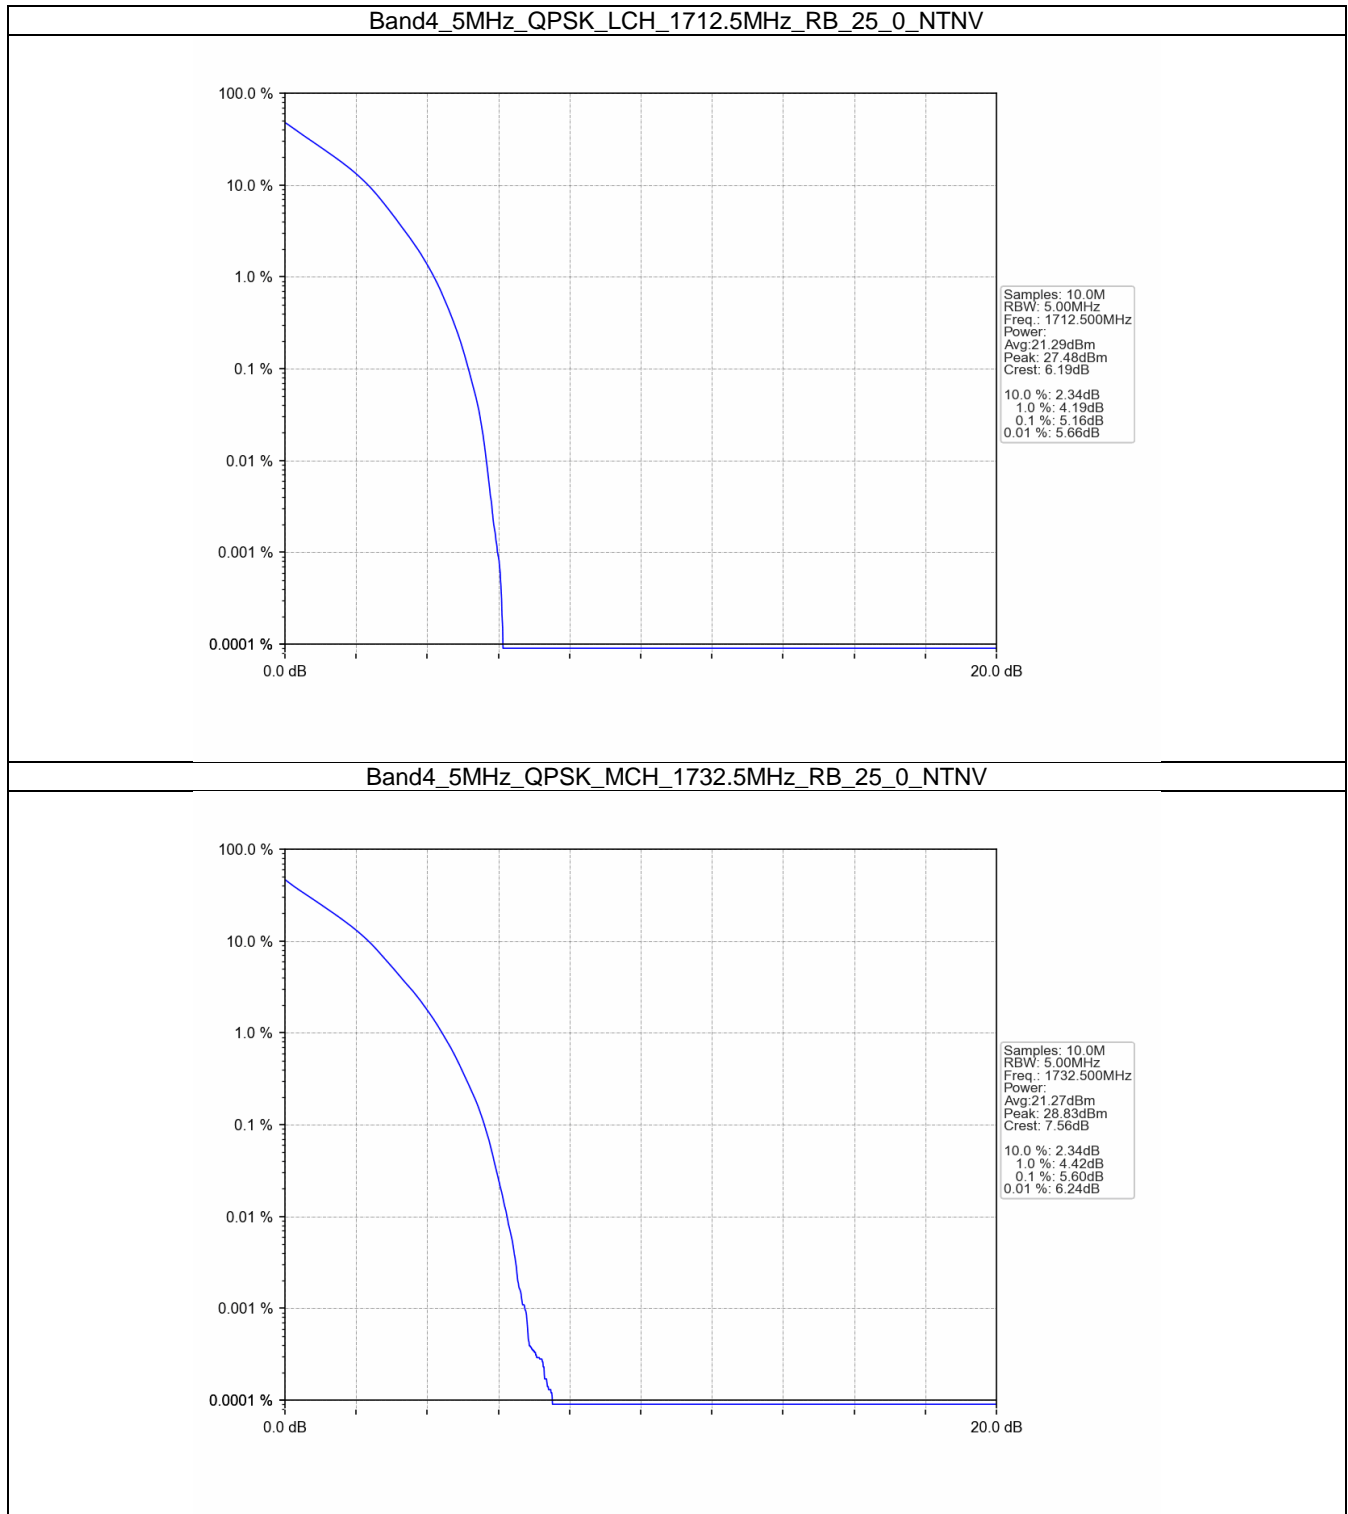 Band4_5MHz_QPSK_LCH_1712.5MHz_RB_25_0_NTNV
100.0 %
10.0 %
1.0 %
0.1 %
0.01 %
0.001 %
0.0001 %
0.0 dB
20.0 dB
Samples: 10.0M
RBW: 5.00MHz
Freq.: 1712.500MHz
Power:
Avg:21.29dBm
Peak: 27.48dBm
Crest: 6.19dB
10.0 %: 2.34dB
1.0 %: 4.19dB
0.1 %: 5.16dB
0.01 %: 5.66dB
Band4_5MHz_QPSK_MCH_1732.5MHz_RB_25_0_NTNV
100.0 %
10.0 %
1.0 %
0.1 %
0.01 %
0.001 %
0.0001 %
0.0 dB
20.0 dB
Samples: 10.0M
RBW: 5.00MHz
Freq.: 1732.500MHz
Power:
Avg:21.27dBm
Peak: 28.83dBm
Crest: 7.56dB
10.0 %: 2.34dB
1.0 %: 4.42dB
0.1 %: 5.60dB
0.01 %: 6.24dB